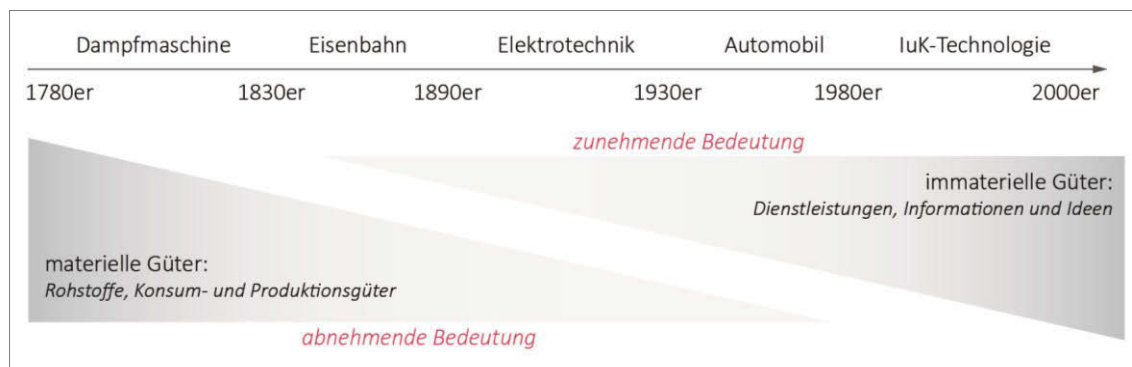 Dampfmaschine Eisenbahn Elektrotechnik Automobil IuK-Technologie
1780er 1830er 1890er 1930er 1980er 2000er
zunehmende Bedeutung
immaterielle Güter:
Dienstleistungen, Informationen und Ideen
materielle Güter:
Rohstoffe, Konsum- und Produktionsgüter
abnehmende Bedeutung